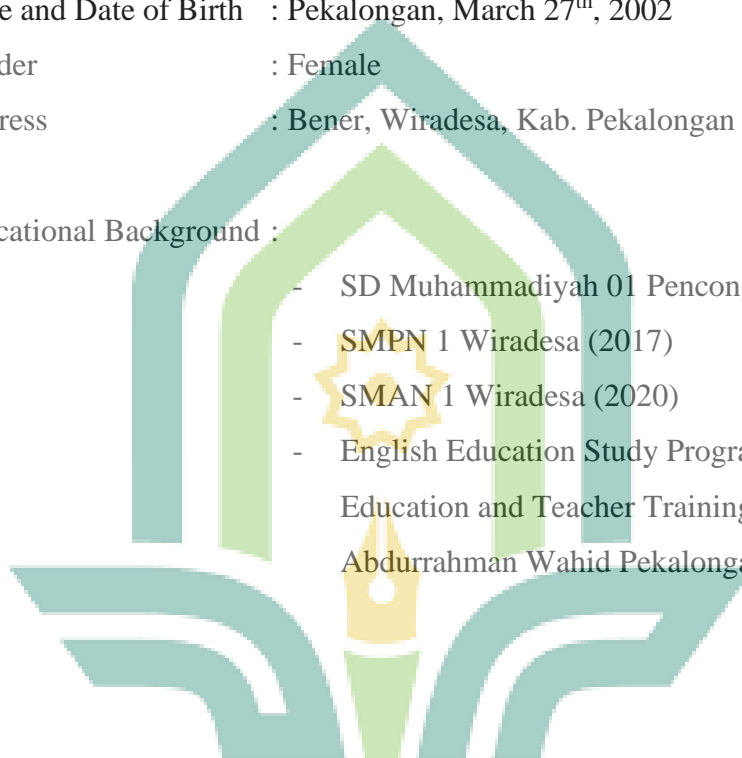 e and Date of Birth : Pekalongan, March 27th, 2002
der : Female
ress : Bener, Wiradesa, Kab. Pekalongan
cational Background :
- SD Muhammadiyah 01 Pencon
- SMPN 1 Wiradesa (2017)
- SMAN 1 Wiradesa (2020)
- English Education Study Progra
Education and Teacher Training
Abdurrahman Wahid Pekalonga